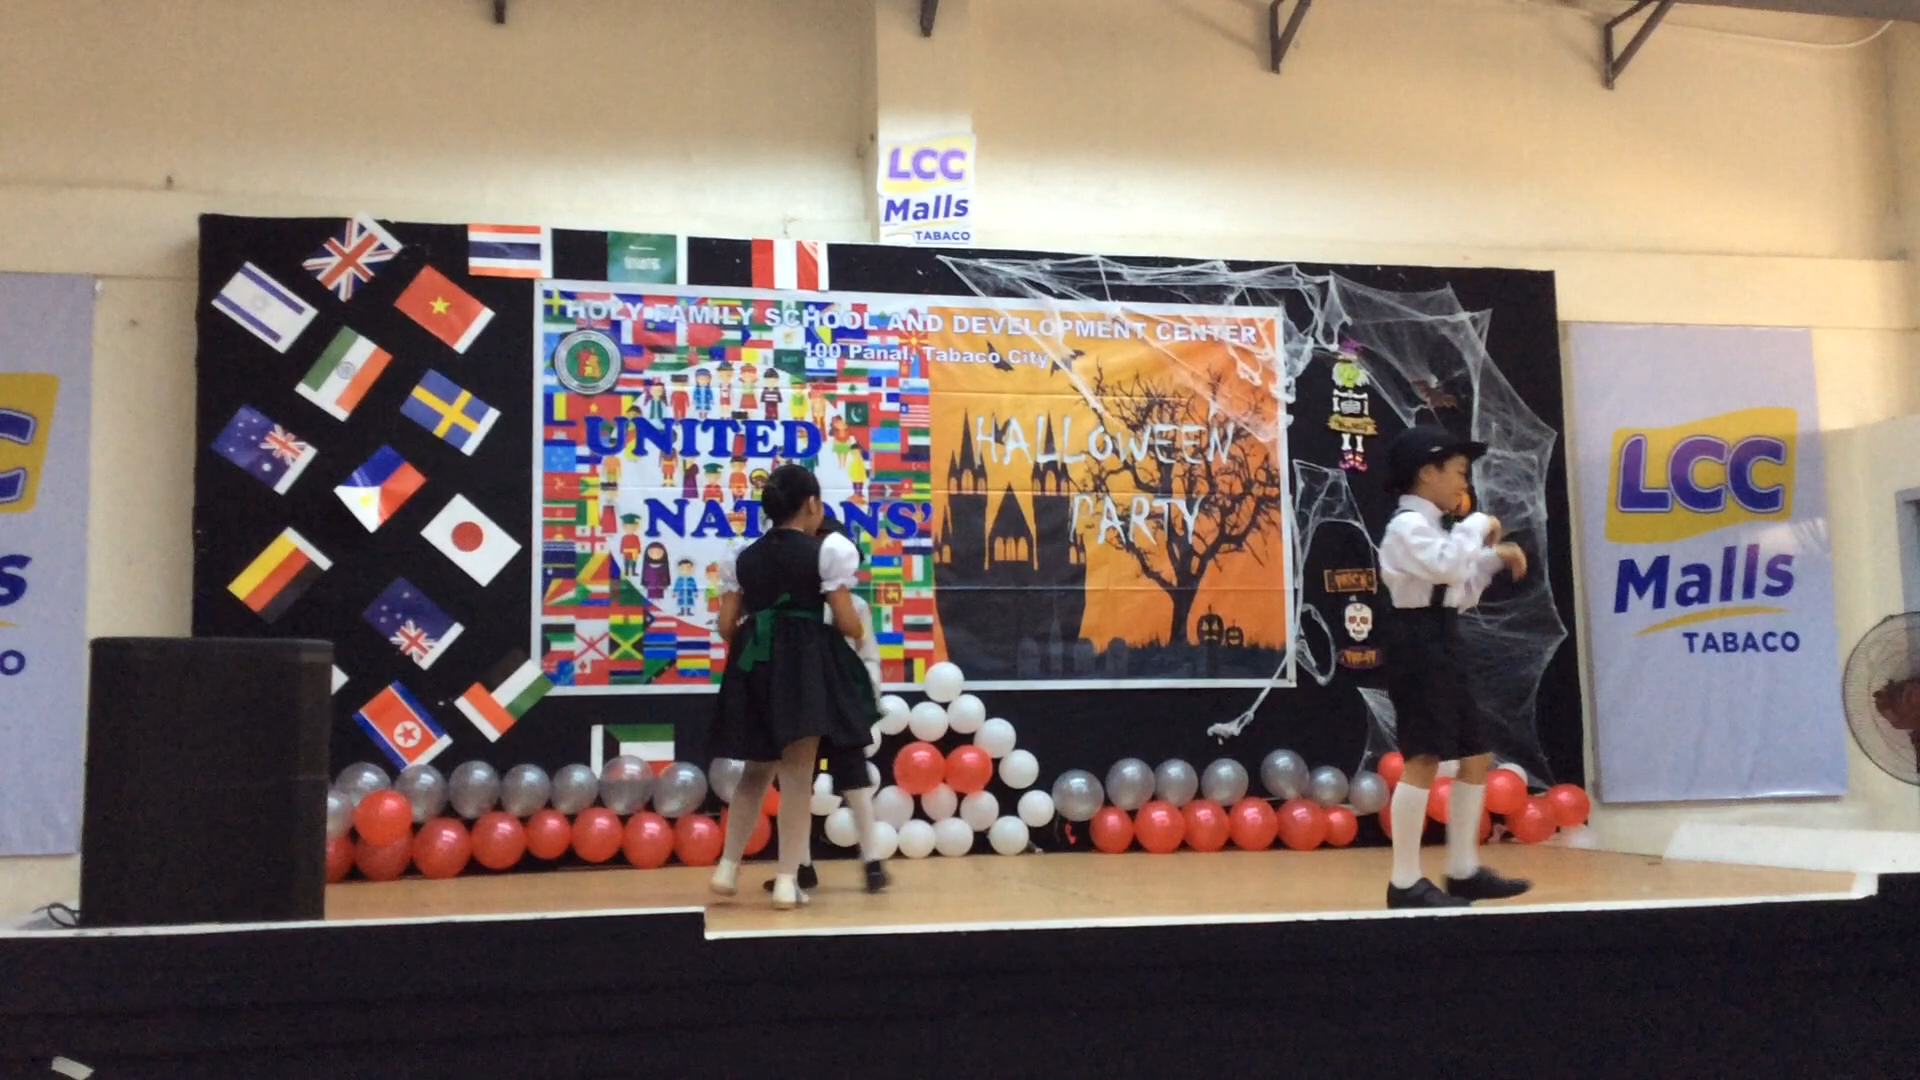 LCC
Malls
TABACO
HOLY FAMILY SCHOOL AND DEVELOPMENT CENTER
100 Panal, Tabaco City
UNITED
NATIONS'
HALLOWEEN
PARTY
LCC
Malls
TABACO
C
s
O